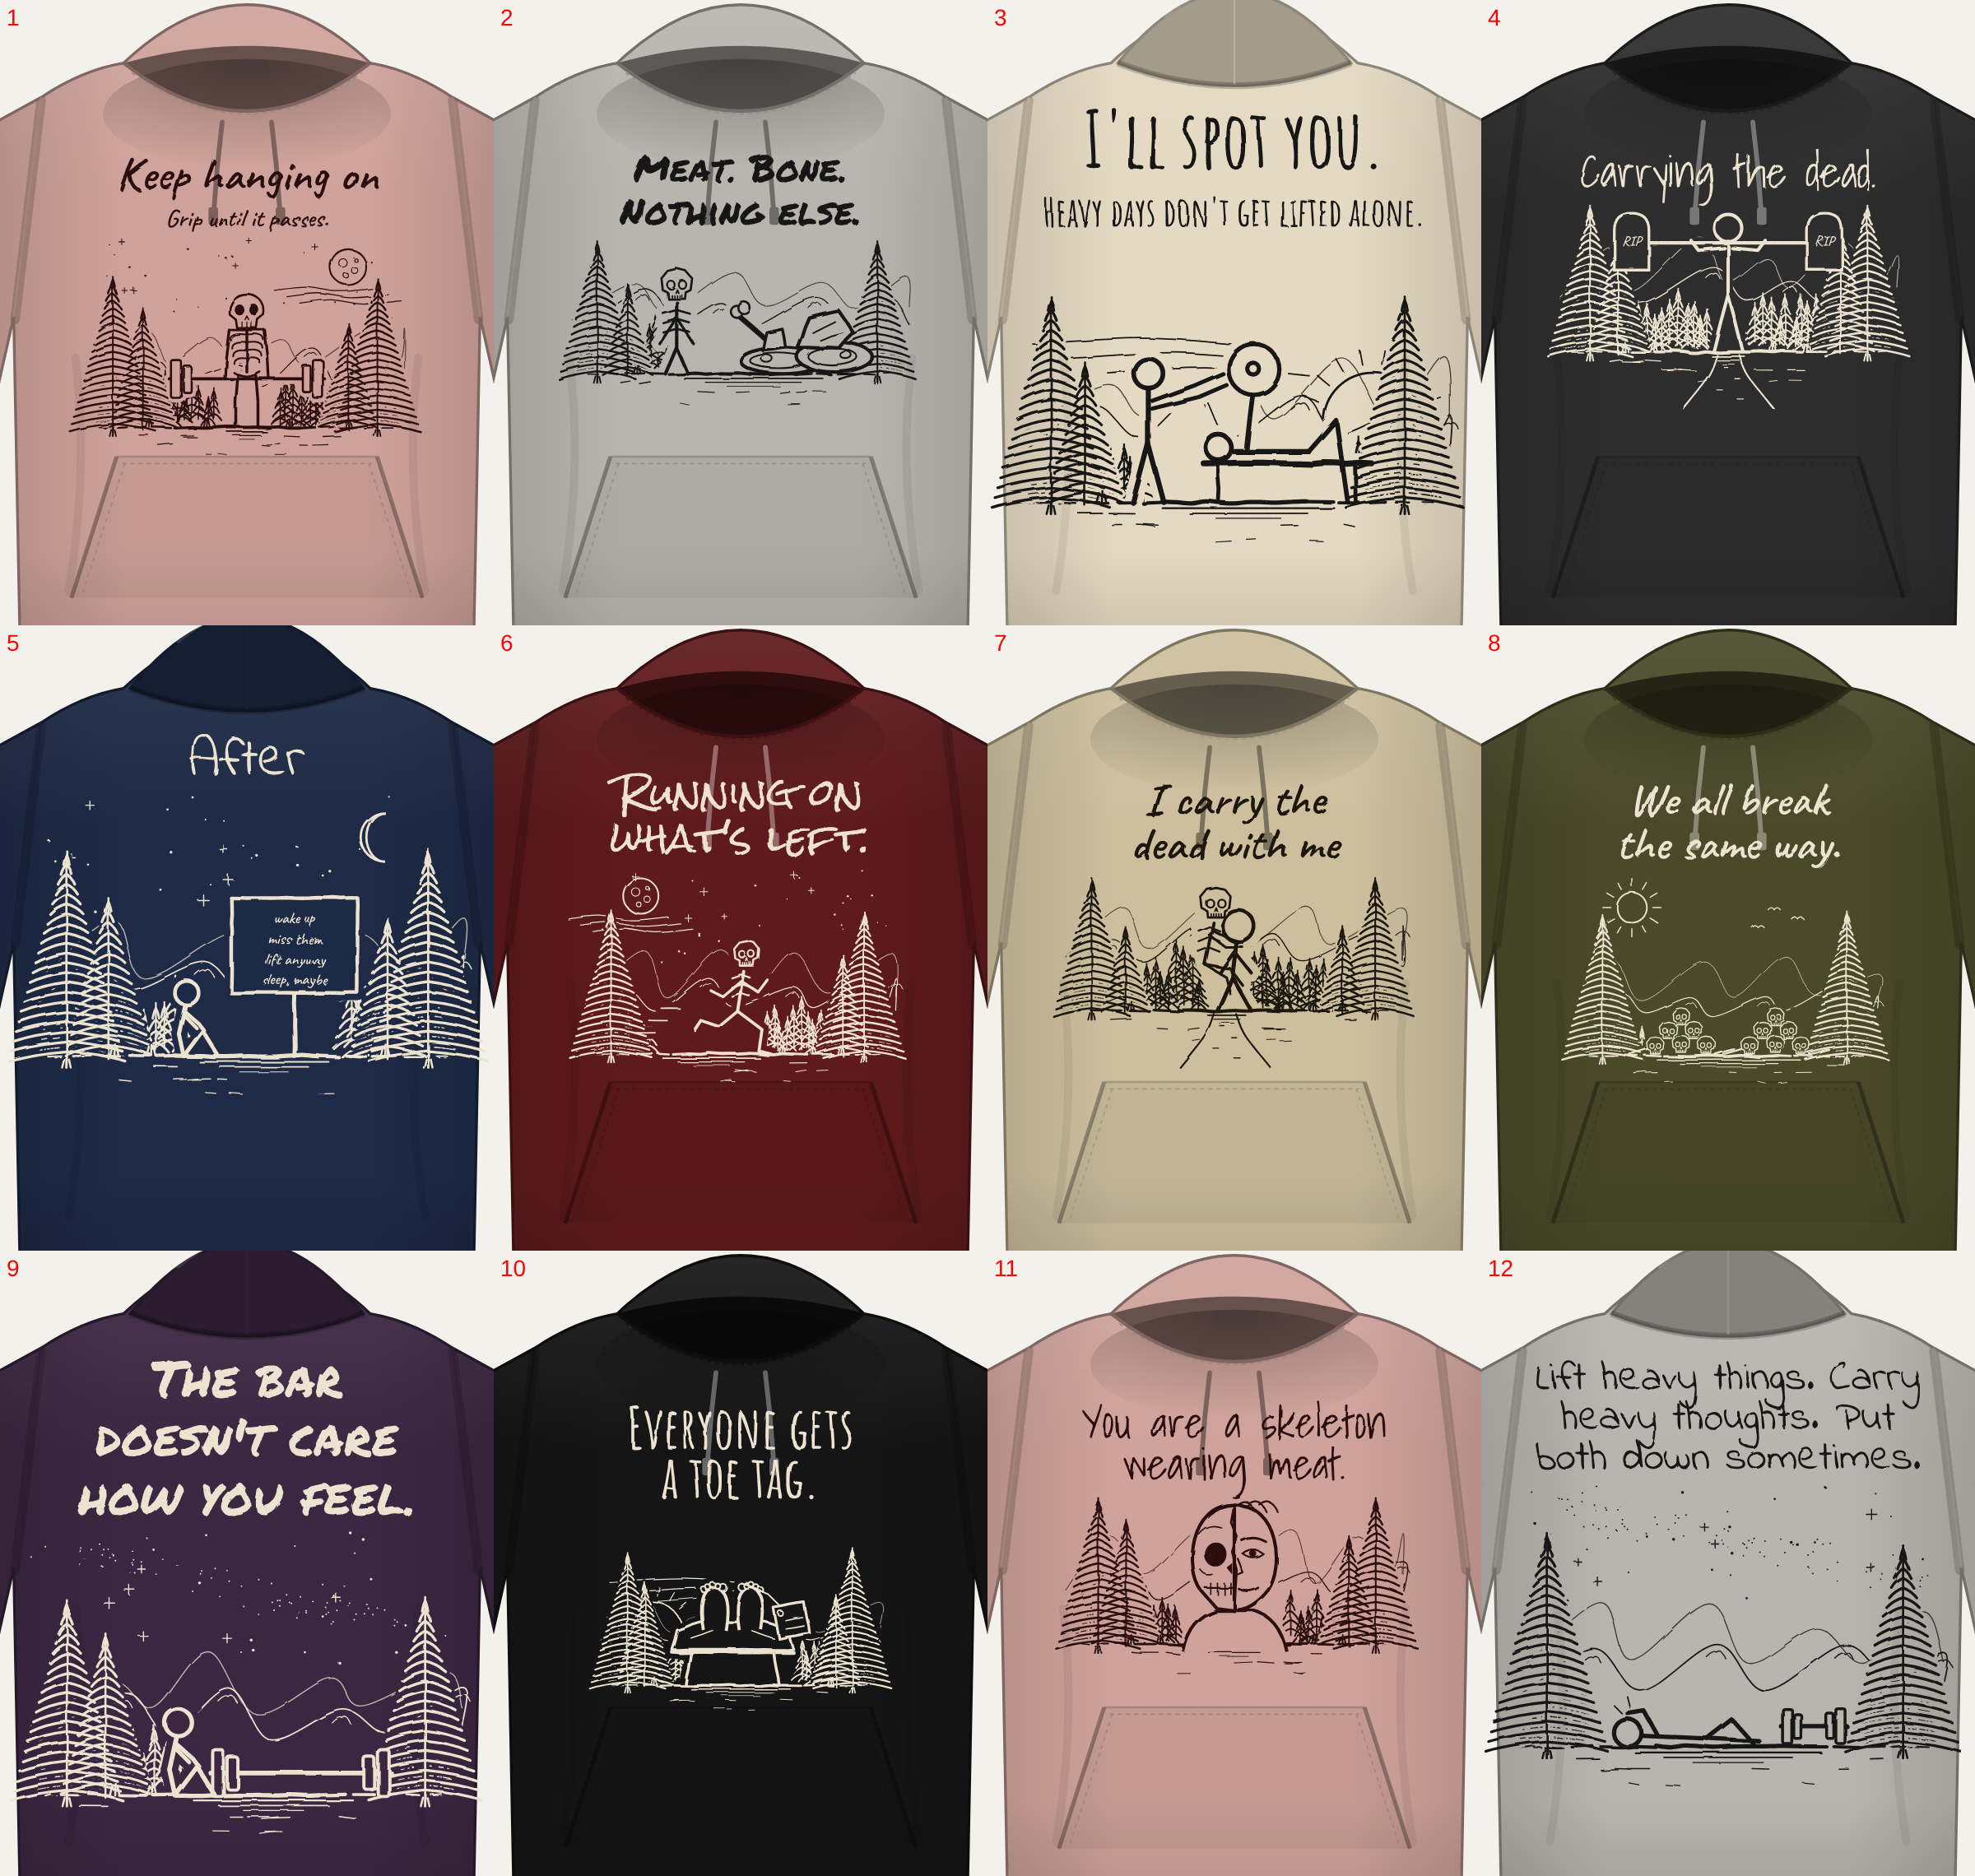 1
Keep hanging on
Grip until it passes.
2
MEAT. BONE.
NOTHING ELSE.
3
I'LL SPOT YOU.
HEAVY DAYS DON'T GET LIFTED ALONE.
4
Carrying the dead.
RIP
RIP
5
After
wake up
miss them
lift anyway
sleep, maybe
6
RUNNING ON
WHAT'S LEFT.
7
I carry the
dead with me
8
We all break
the same way.
9
THE BAR
DOESN'T CARE
HOW YOU FEEL.
10
EVERYONE GETS
A TOE TAG.
11
You are a skeleton
wearing meat.
12
Lift heavy things. Carry
heavy thoughts. Put
both down sometimes.